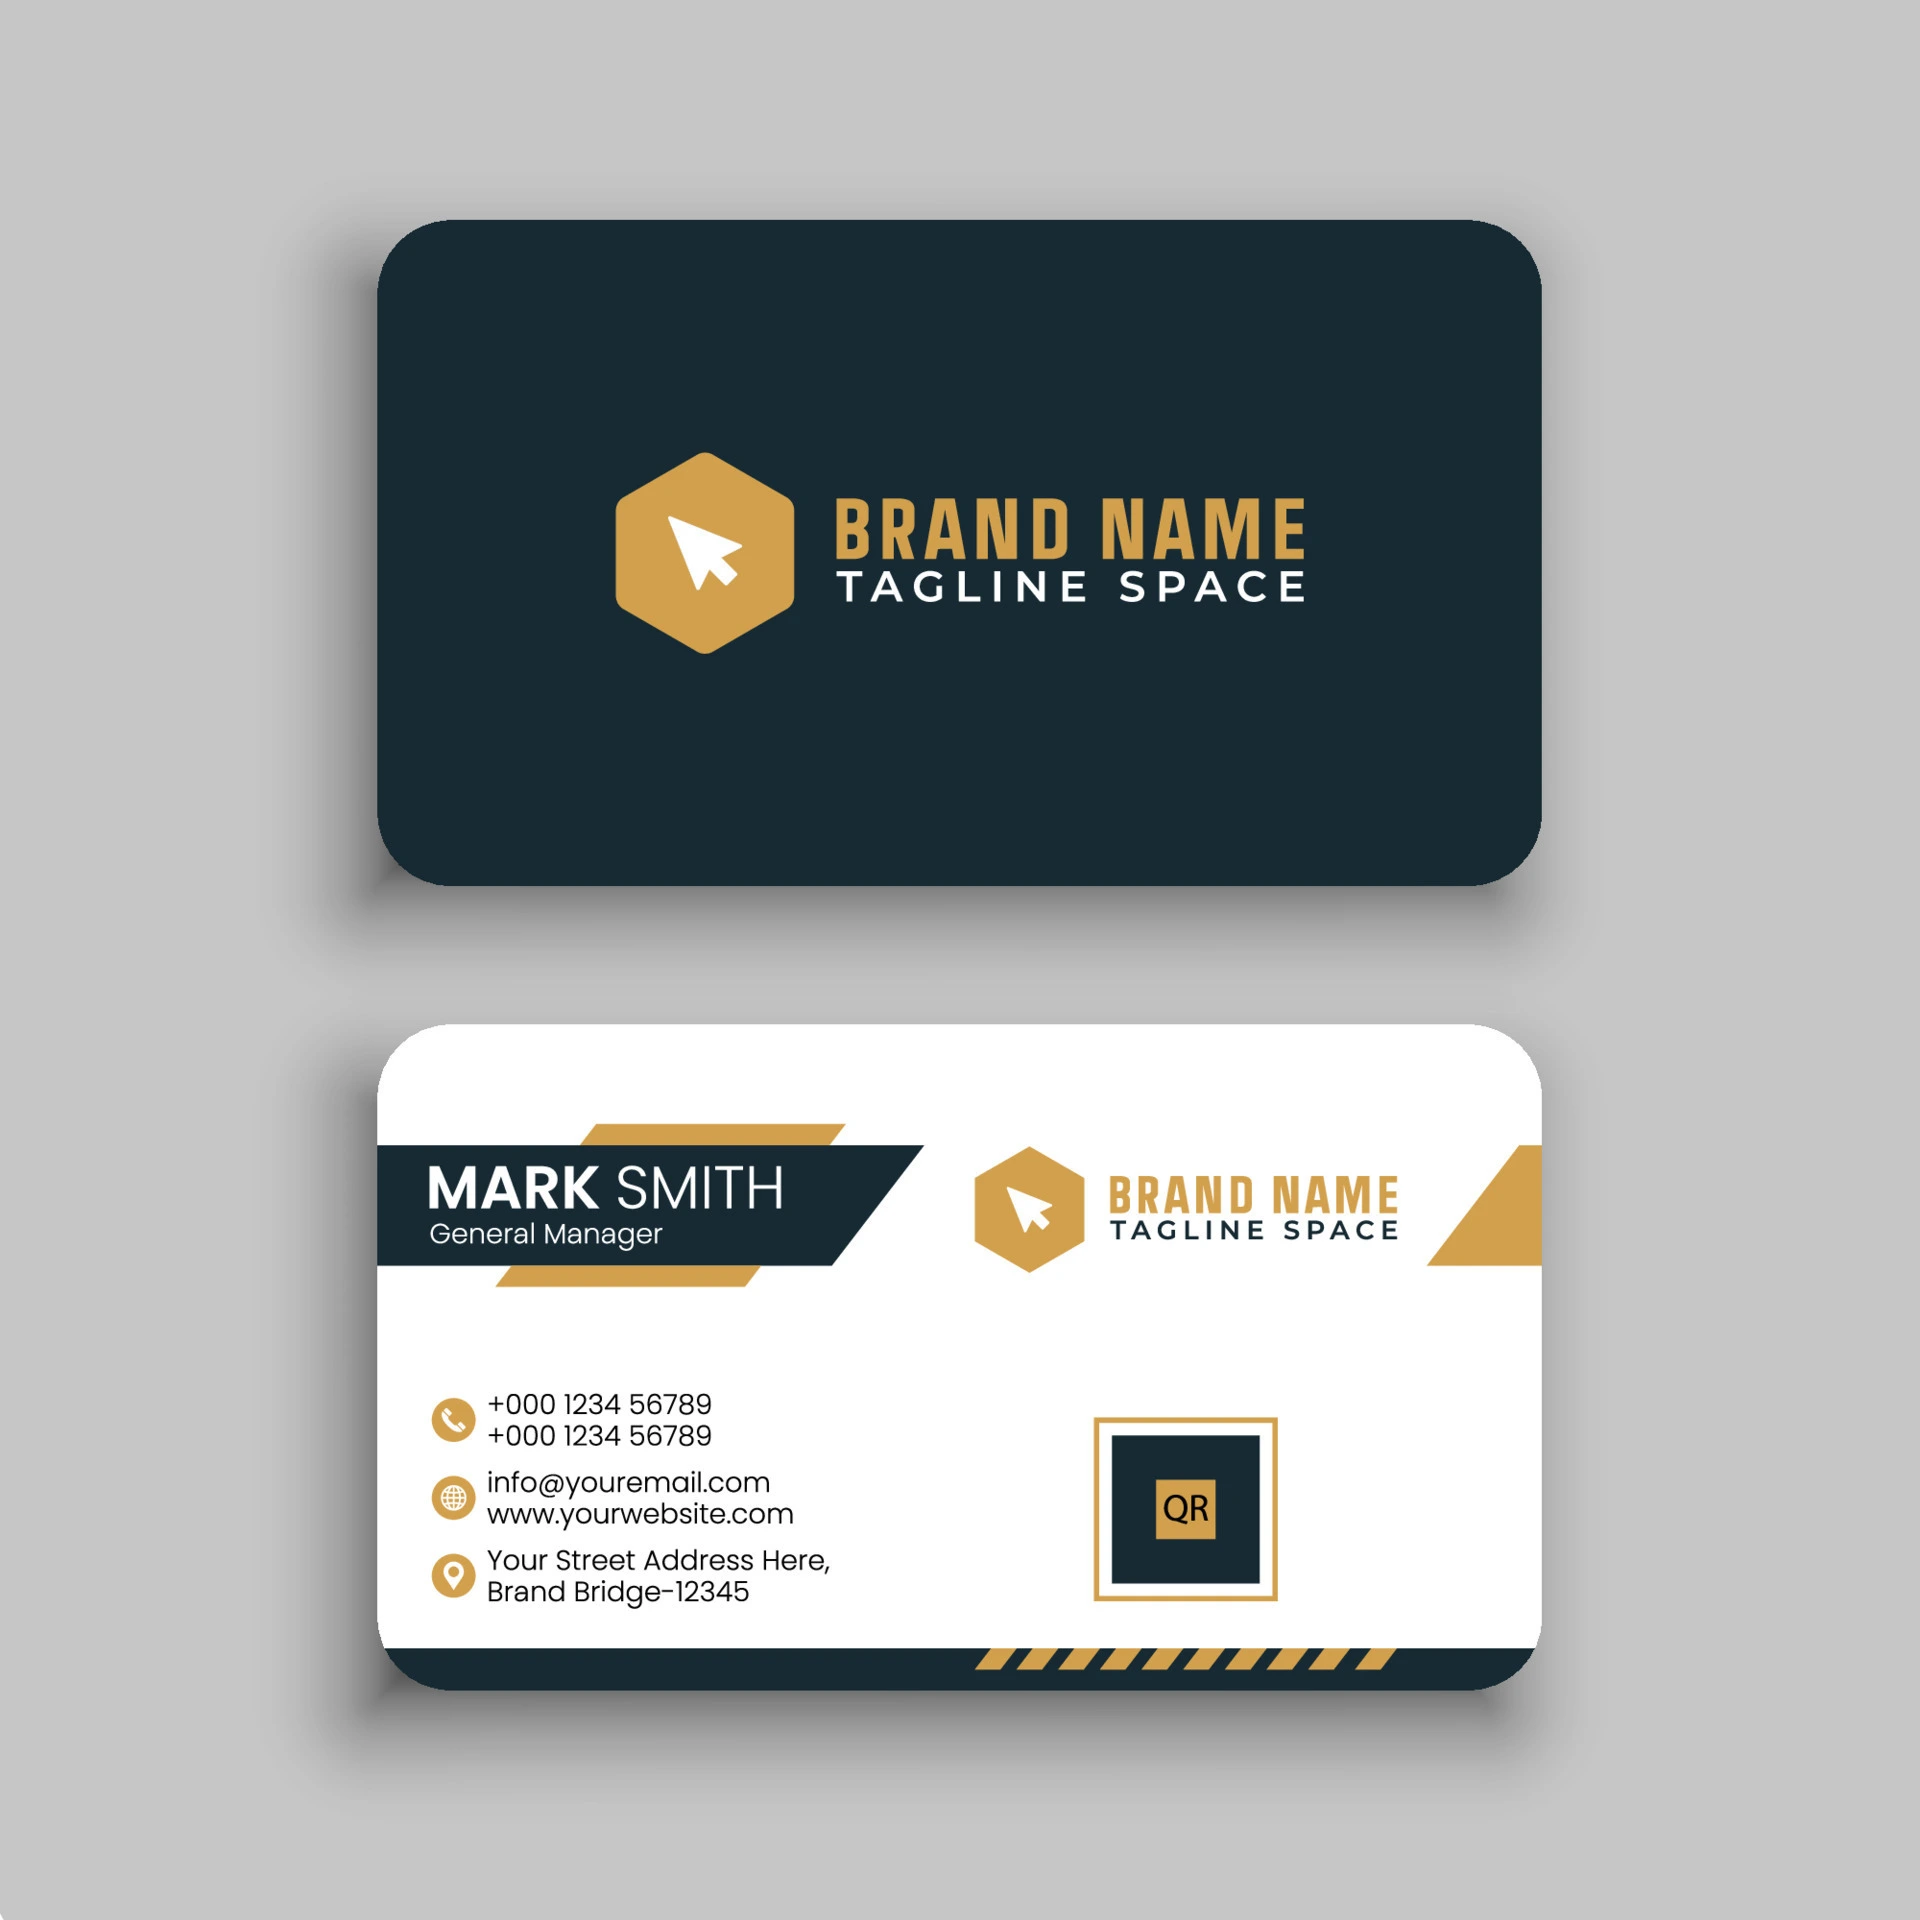 BRAND NAME
TAGLINE SPACE
MARK SMITH
General Manager
BRAND NAME
TAGLINE SPACE
+000 1234 56789
+000 1234 56789
info@youremail.com
www.yourwebsite.com
Your Street Address Here,
Brand Bridge-12345
QR